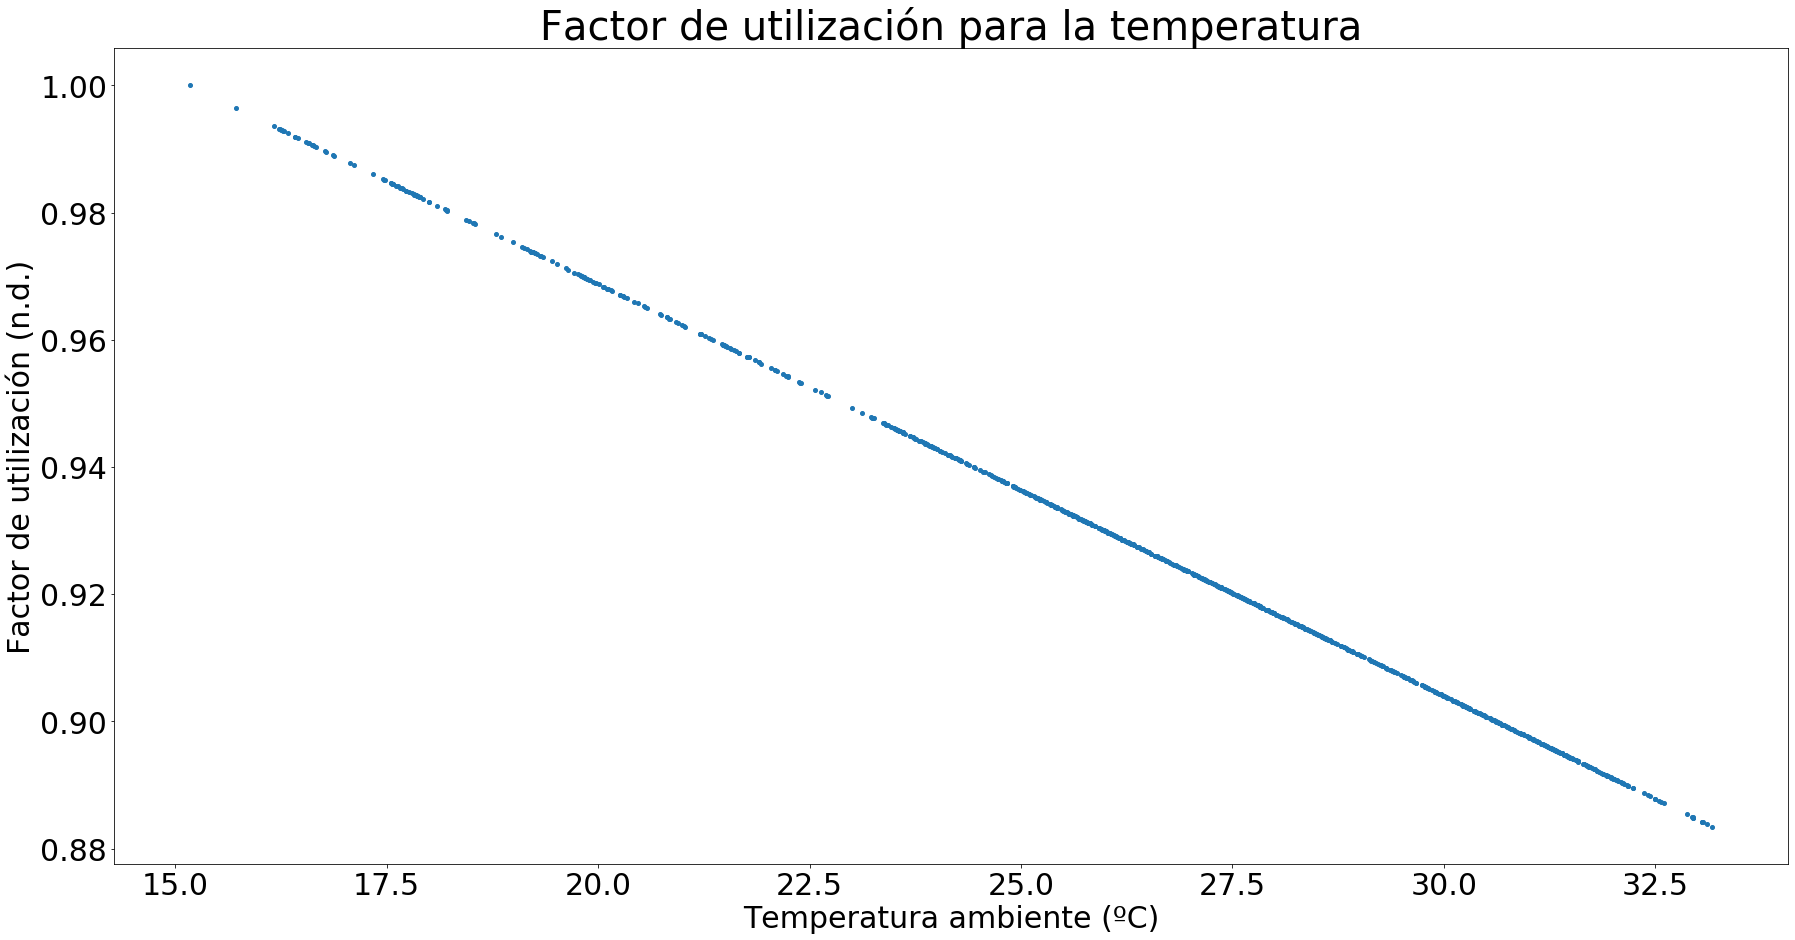 Factor de utilización para la temperatura
1.00
0.98
0.96
0.94
0.92
0.90
0.88
Factor de utilización (n.d.)
15.0 17.5 20.0 22.5 25.0 27.5 30.0 32.5
Temperatura ambiente (ºC)